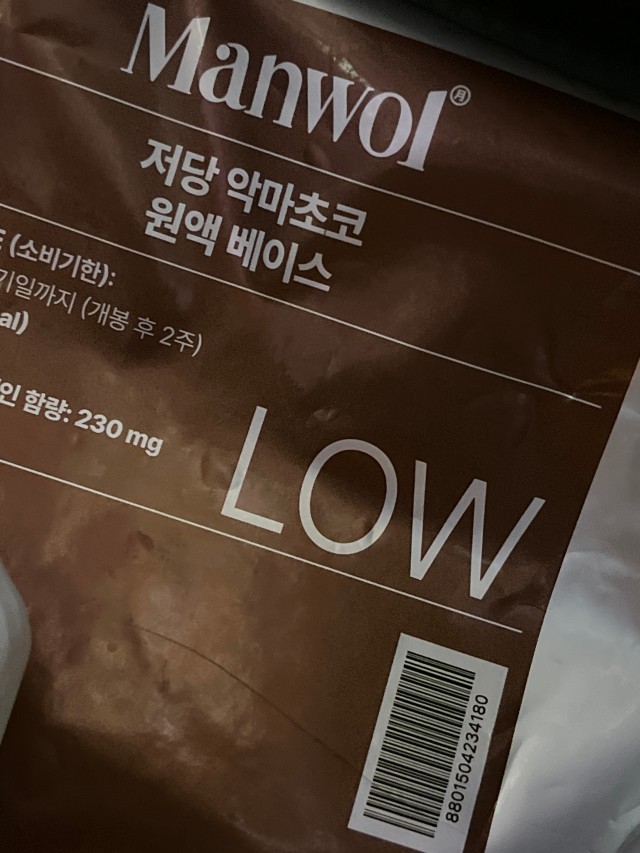 Manwol®
저당 악마초코
원액 베이스
(소비기한):
기일까지 (개봉 후 2주)
al)
인 함량: 230 mg
LOW
8801504234180